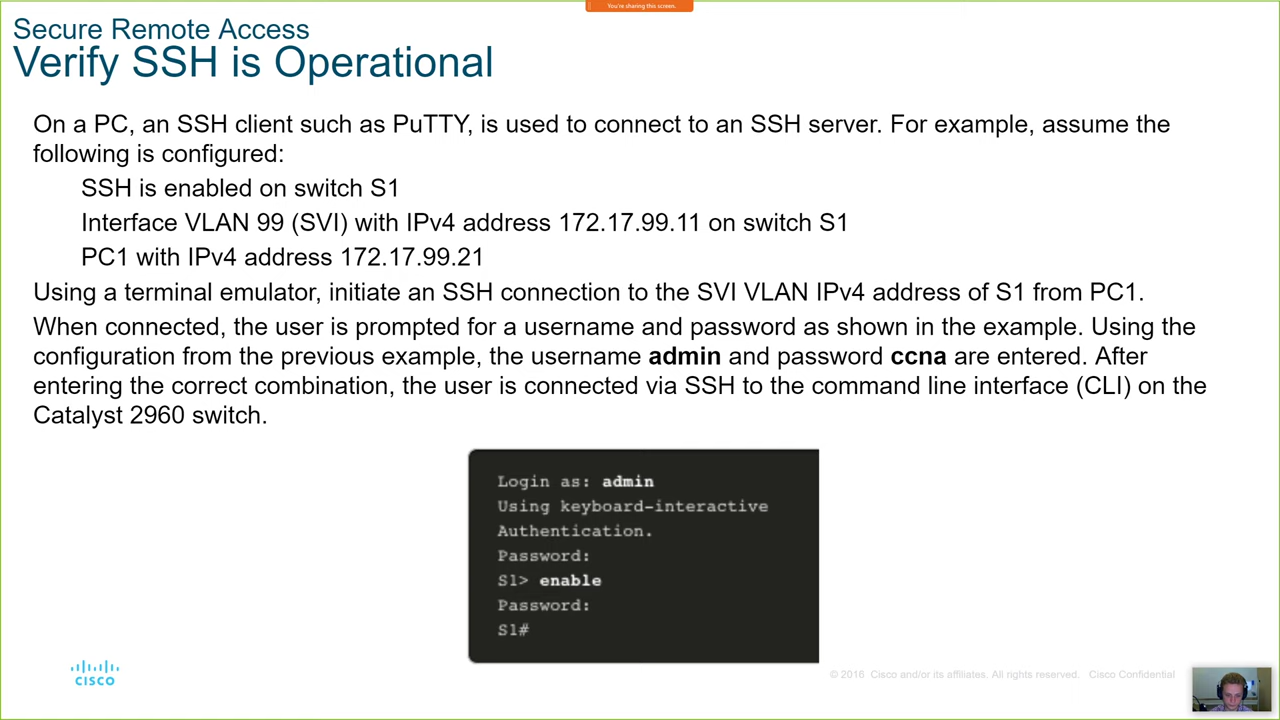 You're sharing this screen.
Secure Remote Access
Verify SSH is Operational
On a PC, an SSH client such as PuTTY, is used to connect to an SSH server. For example, assume the
following is configured:
SSH is enabled on switch S1
Interface VLAN 99 (SVI) with IPv4 address 172.17.99.11 on switch S1
PC1 with IPv4 address 172.17.99.21
Using a terminal emulator, initiate an SSH connection to the SVI VLAN IPv4 address of S1 from PC1.
When connected, the user is prompted for a username and password as shown in the example. Using the
configuration from the previous example, the username admin and password ccna are entered. After
entering the correct combination, the user is connected via SSH to the command line interface (CLI) on the
Catalyst 2960 switch.
Login as: admin
Using keyboard-interactive
Authentication.
Password:
S1> enable
Password:
S1#
CISCO
© 2016 Cisco and/or its affiliates. All rights reserved. Cisco Confidential